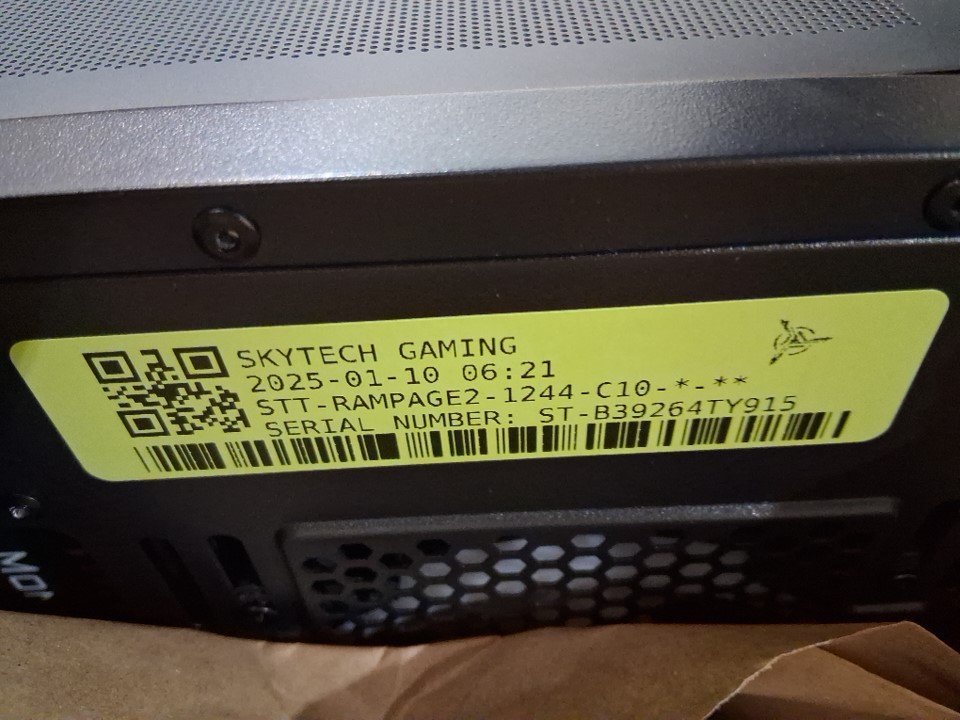 SKYTECH GAMING
2025-01-10 06:21
STT-RAMPAGE2-1244-C10-*-**
SERIAL NUMBER: ST-B39264TY915